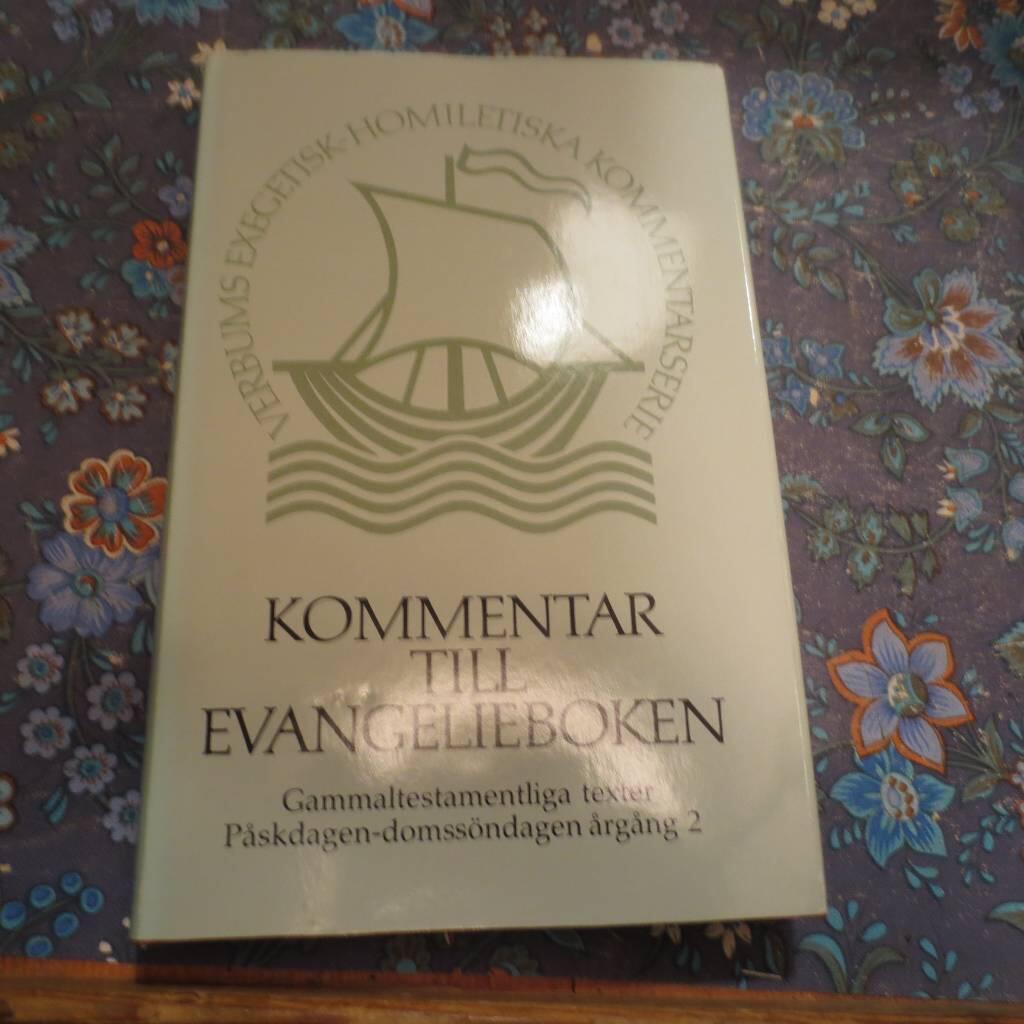 VERBUMS EXEGETISK-HOMILETISKA KOMMENTARSERIE
KOMMENTAR
TILL
EVANGELIEBOKEN
Gammaltestamentliga texter
Påskdagen-domssöndagen årgång 2